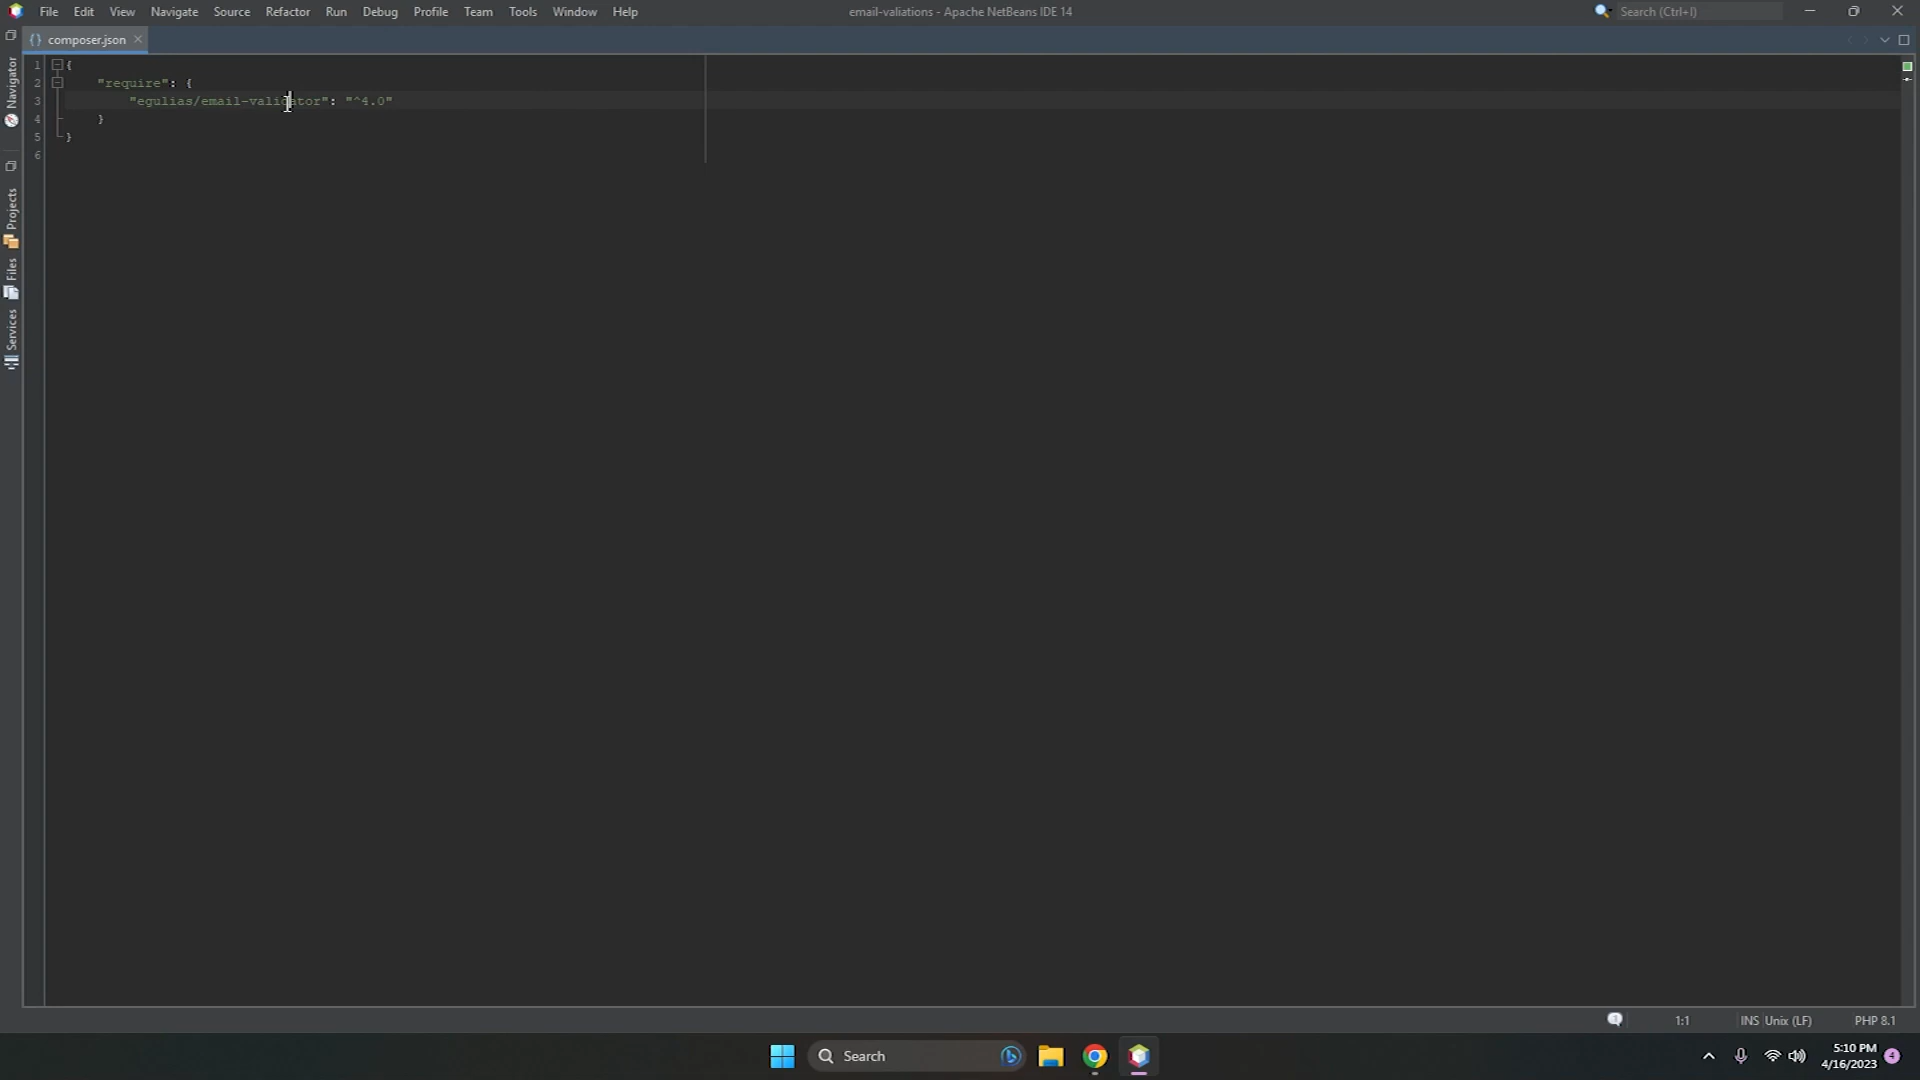 File Edit View Navigate Source Refactor Run Debug Profile Team Tools Window Help
email-valiations - Apache NetBeans IDE 14
Search (Ctrl+I)
composer.json
Navigator
Projects
Files
Services
1 {
2 "require": {
3 "egulias/email-validator": "^4.0"
4 }
5 }
6
1:1
INS
Unix (LF)
PHP 8.1
Search
5:10 PM
4/16/2023
4